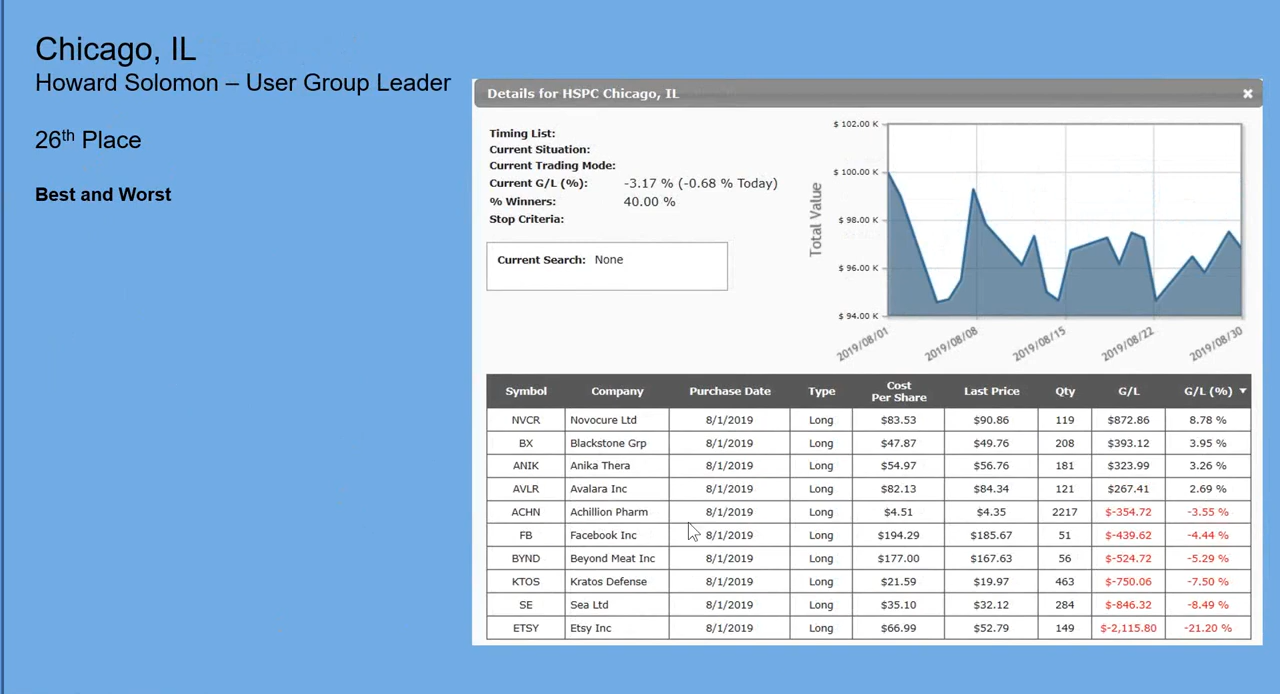 Chicago, IL
Howard Solomon – User Group Leader
26th Place
Best and Worst
Details for HSPC Chicago, IL
Timing List:
Current Situation:
Current Trading Mode:
Current G/L (%): -3.17 % (-0.68 % Today)
% Winners: 40.00 %
Stop Criteria:
Current Search: None
Total Value
$ 102.00 K
$ 100.00 K
$ 98.00 K
$ 96.00 K
$ 94.00 K
2019/08/01 2019/08/08 2019/08/15 2019/08/22 2019/08/30
Symbol Company Purchase Date Type Cost Per Share Last Price Qty G/L G/L (%)
NVCR Novocure Ltd 8/1/2019 Long $83.53 $90.86 119 $872.86 8.78 %
BX Blackstone Grp 8/1/2019 Long $47.87 $49.76 208 $393.12 3.95 %
ANIK Anika Thera 8/1/2019 Long $54.97 $56.76 181 $323.99 3.26 %
AVLR Avalara Inc 8/1/2019 Long $82.13 $84.34 121 $267.41 2.69 %
ACHN Achillion Pharm 8/1/2019 Long $4.51 $4.35 2217 $-354.72 -3.55 %
FB Facebook Inc 8/1/2019 Long $194.29 $185.67 51 $-439.62 -4.44 %
BYND Beyond Meat Inc 8/1/2019 Long $177.00 $167.63 56 $-524.72 -5.29 %
KTOS Kratos Defense 8/1/2019 Long $21.59 $19.97 463 $-750.06 -7.50 %
SE Sea Ltd 8/1/2019 Long $35.10 $32.12 284 $-846.32 -8.49 %
ETSY Etsy Inc 8/1/2019 Long $66.99 $52.79 149 $-2,115.80 -21.20 %